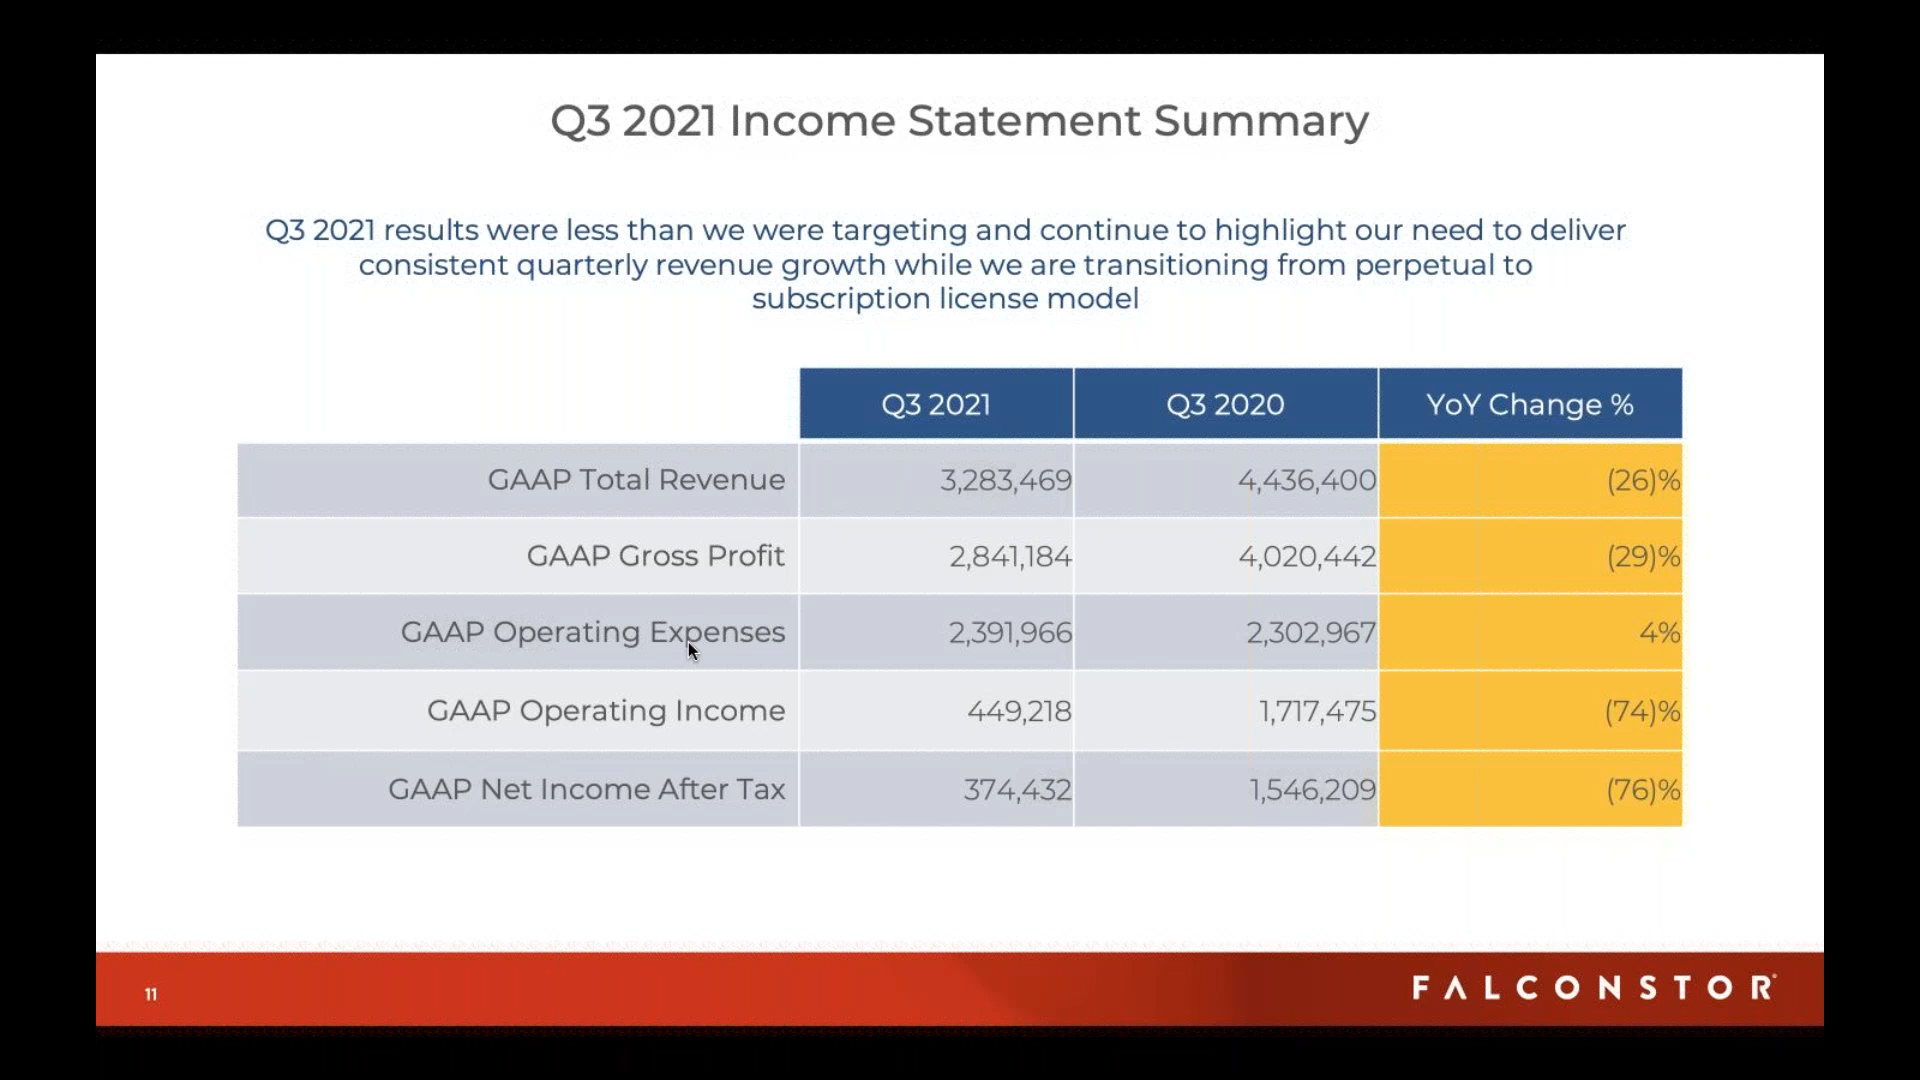 Q3 2021 Income Statement Summary
Q3 2021 results were less than we were targeting and continue to highlight our need to deliver
consistent quarterly revenue growth while we are transitioning from perpetual to
subscription license model
Q3 2021 Q3 2020 YoY Change %
GAAP Total Revenue 3,283,469 4,436,400 (26)%
GAAP Gross Profit 2,841,184 4,020,442 (29)%
GAAP Operating Expenses 2,391,966 2,302,967 4%
GAAP Operating Income 449,218 1,717,475 (74)%
GAAP Net Income After Tax 374,432 1,546,209 (76)%
11 FALCONSTOR